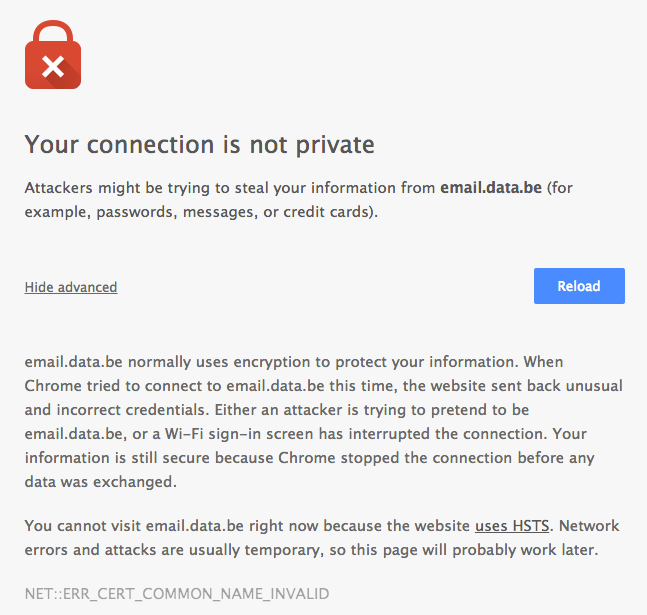 Your connection is not private
Attackers might be trying to steal your information from email.data.be (for
example, passwords, messages, or credit cards).
Hide advanced
Reload
email.data.be normally uses encryption to protect your information. When
Chrome tried to connect to email.data.be this time, the website sent back unusual
and incorrect credentials. Either an attacker is trying to pretend to be
email.data.be, or a Wi-Fi sign-in screen has interrupted the connection. Your
information is still secure because Chrome stopped the connection before any
data was exchanged.
You cannot visit email.data.be right now because the website uses HSTS. Network
errors and attacks are usually temporary, so this page will probably work later.
NET::ERR_CERT_COMMON_NAME_INVALID